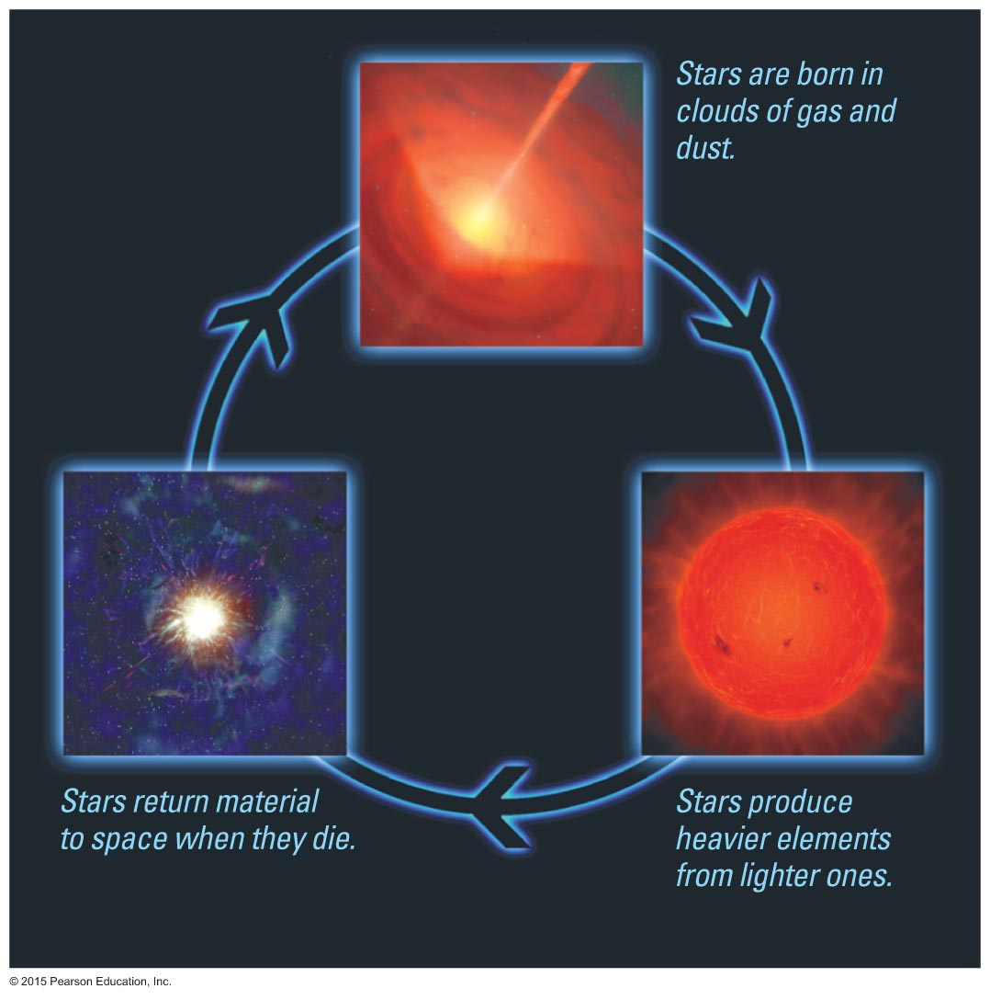 Stars are born in
clouds of gas and
dust.
Stars return material
to space when they die.
Stars produce
heavier elements
from lighter ones.
© 2015 Pearson Education, Inc.